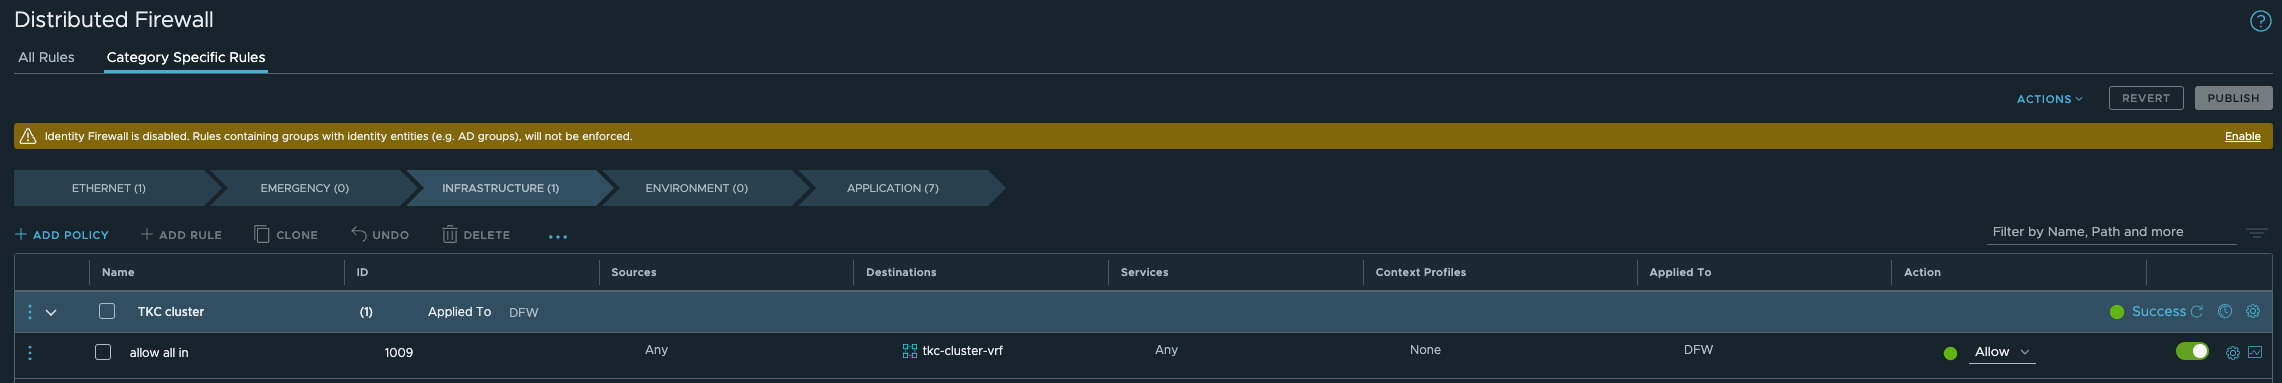 Distributed Firewall
All Rules Category Specific Rules
ACTIONS REVERT PUBLISH
Identity Firewall is disabled. Rules containing groups with identity entities (e.g. AD groups), will not be enforced. Enable
ETHERNET (1) EMERGENCY (0) INFRASTRUCTURE (1) ENVIRONMENT (0) APPLICATION (7)
+ ADD POLICY + ADD RULE CLONE UNDO DELETE ... Filter by Name, Path and more
Name ID Sources Destinations Services Context Profiles Applied To Action
TKC cluster (1) Applied To DFW Success
allow all in 1009 Any tkc-cluster-vrf Any None DFW Allow